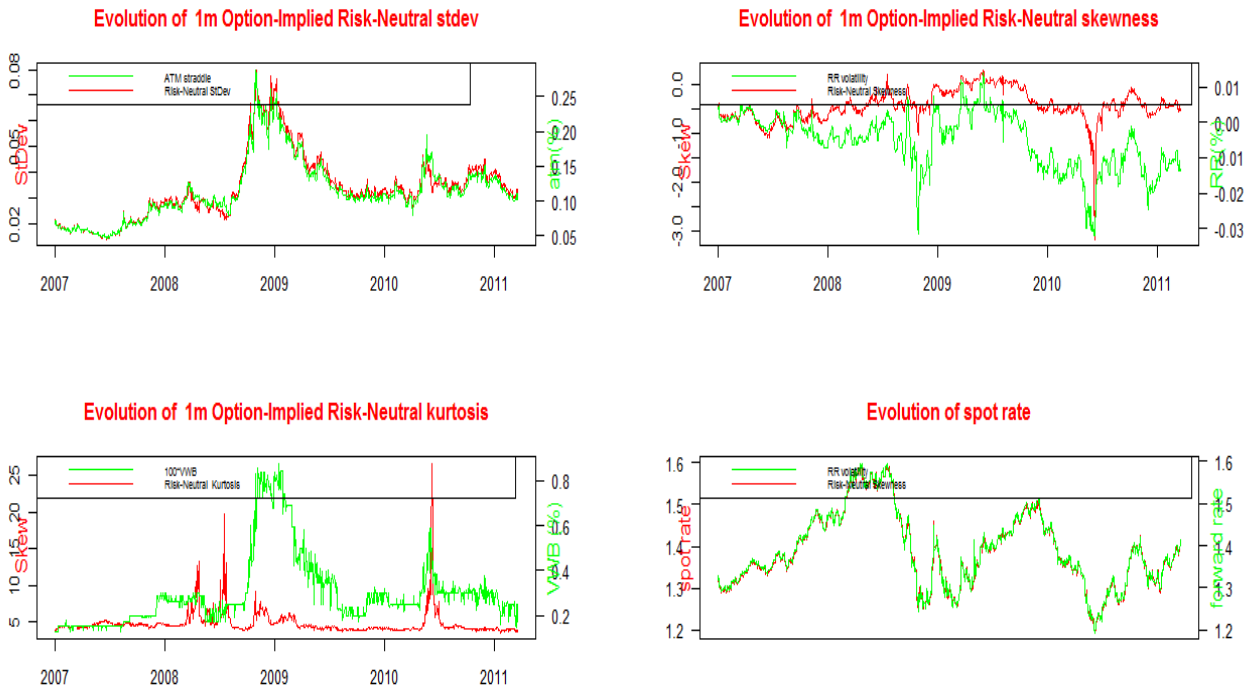 Evolution of 1m Option-Implied Risk-Neutral stdev
ATM straddle
Risk-Neutral StDev
StDev
0.02 0.05 0.08
atm(%)
0.05 0.10 0.15 0.20 0.25
2007 2008 2009 2010 2011
Evolution of 1m Option-Implied Risk-Neutral skewness
RR volatility
Risk-Neutral Skewness
Skew
-3.0 -2.0 -1.0 0.0
RR(%)
-0.03 -0.02 -0.01 0.00 0.01
2007 2008 2009 2010 2011
Evolution of 1m Option-Implied Risk-Neutral kurtosis
100*VWB
Risk-Neutral Kurtosis
Skew
5 10 15 20 25
VWB (%)
0.2 0.4 0.6 0.8
2007 2008 2009 2010 2011
Evolution of spot rate
RR volatility
Risk-Neutral Skewness
spot rate
1.2 1.3 1.4 1.5 1.6
forward rate
1.2 1.3 1.4 1.5 1.6
2007 2008 2009 2010 2011